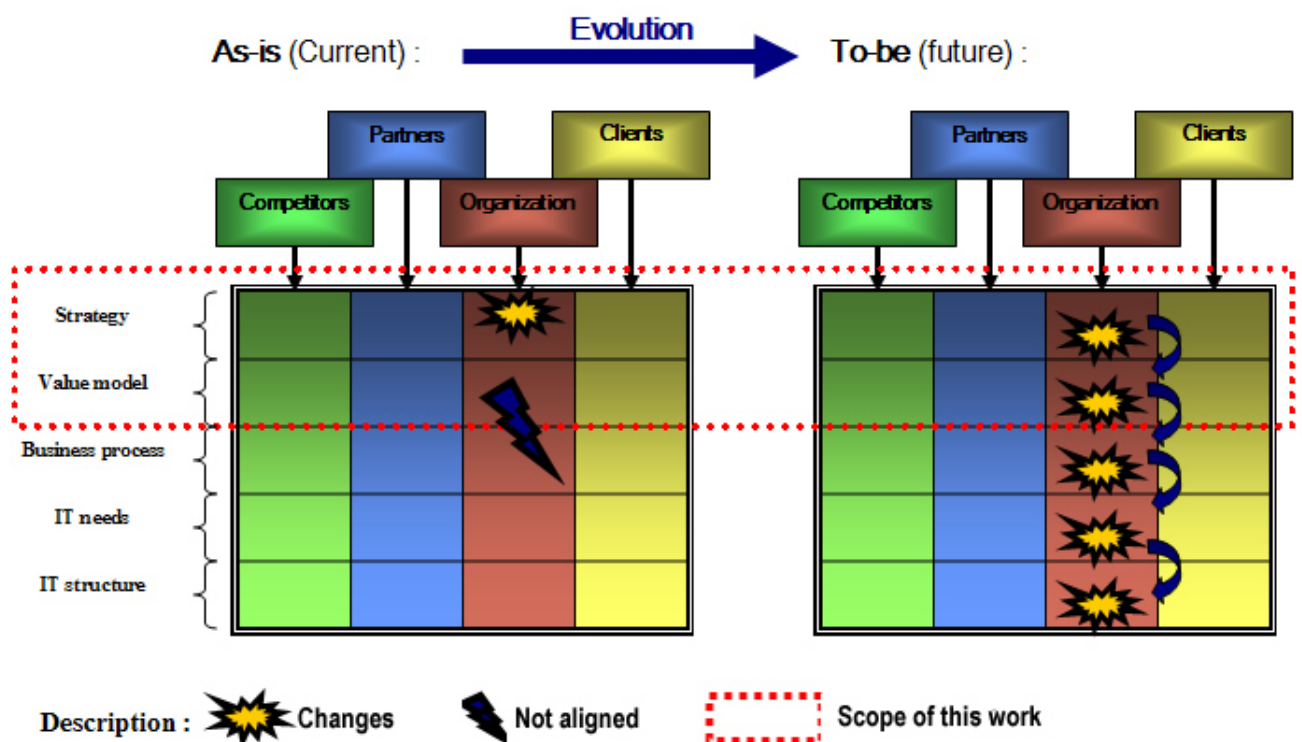 Evolution
As-is (Current) :
To-be (future) :
Partners
Clients
Competitors
Organization
Partners
Clients
Competitors
Organization
Strategy
Value model
Business process
IT needs
IT structure
Description :
Changes
Not aligned
Scope of this work